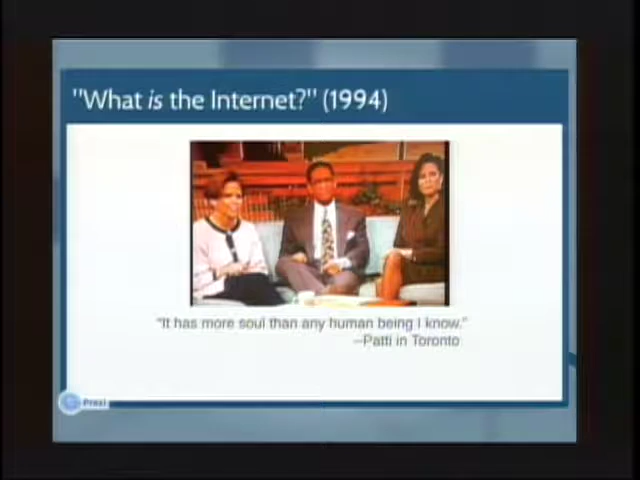 "What is the Internet?" (1994)
"It has more soul than any human being I know."
–Patti in Toronto
Prezi